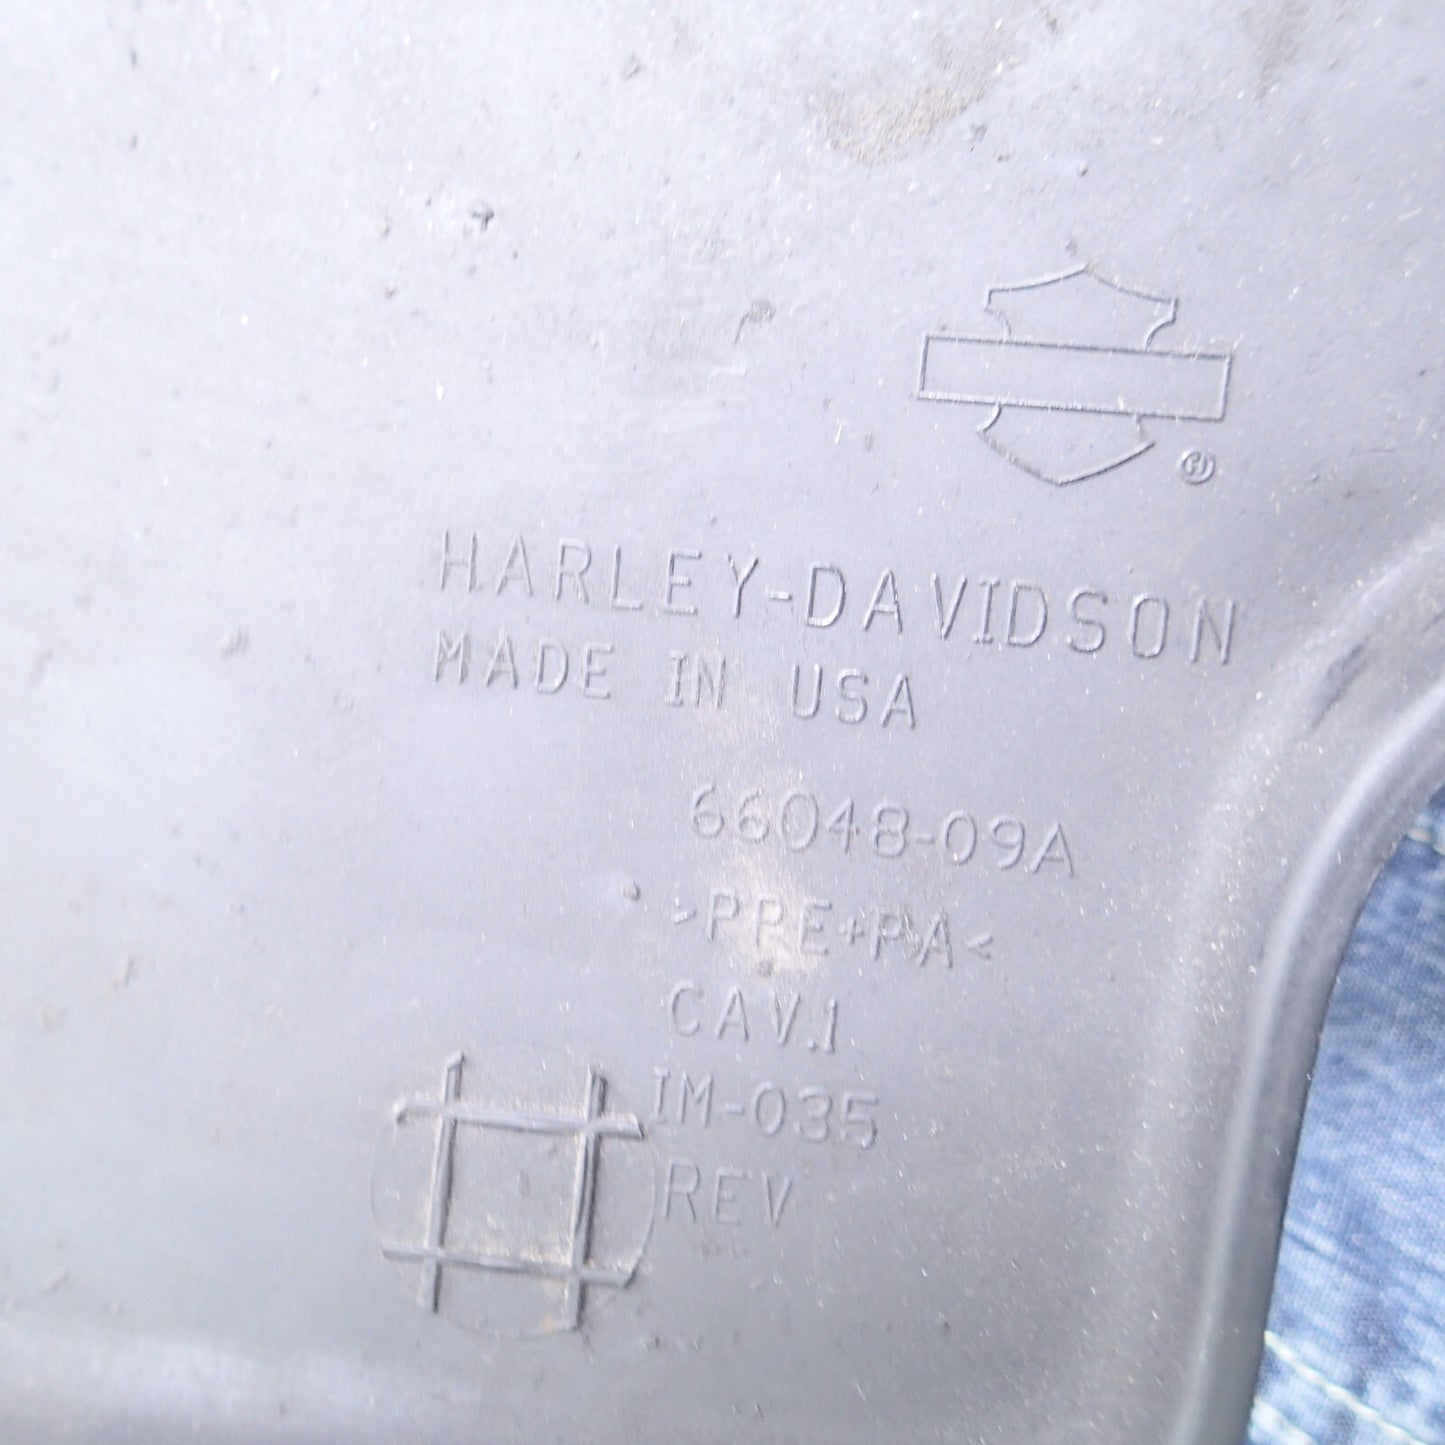 ®
HARLEY-DAVIDSON
MADE IN USA
66048-09A
>PPE+PA<
CAV.1
IM-035
REV